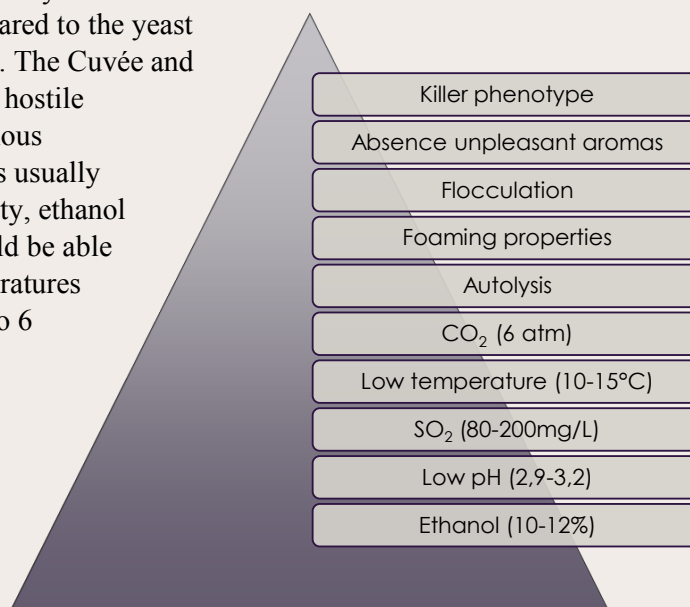 ared to the yeast
. The Cuvée and
hostile
ous
s usually
ty, ethanol
ld be able
ratures
o 6
Killer phenotype
Absence unpleasant aromas
Flocculation
Foaming properties
Autolysis
CO₂ (6 atm)
Low temperature (10-15°C)
SO₂ (80-200mg/L)
Low pH (2,9-3,2)
Ethanol (10-12%)